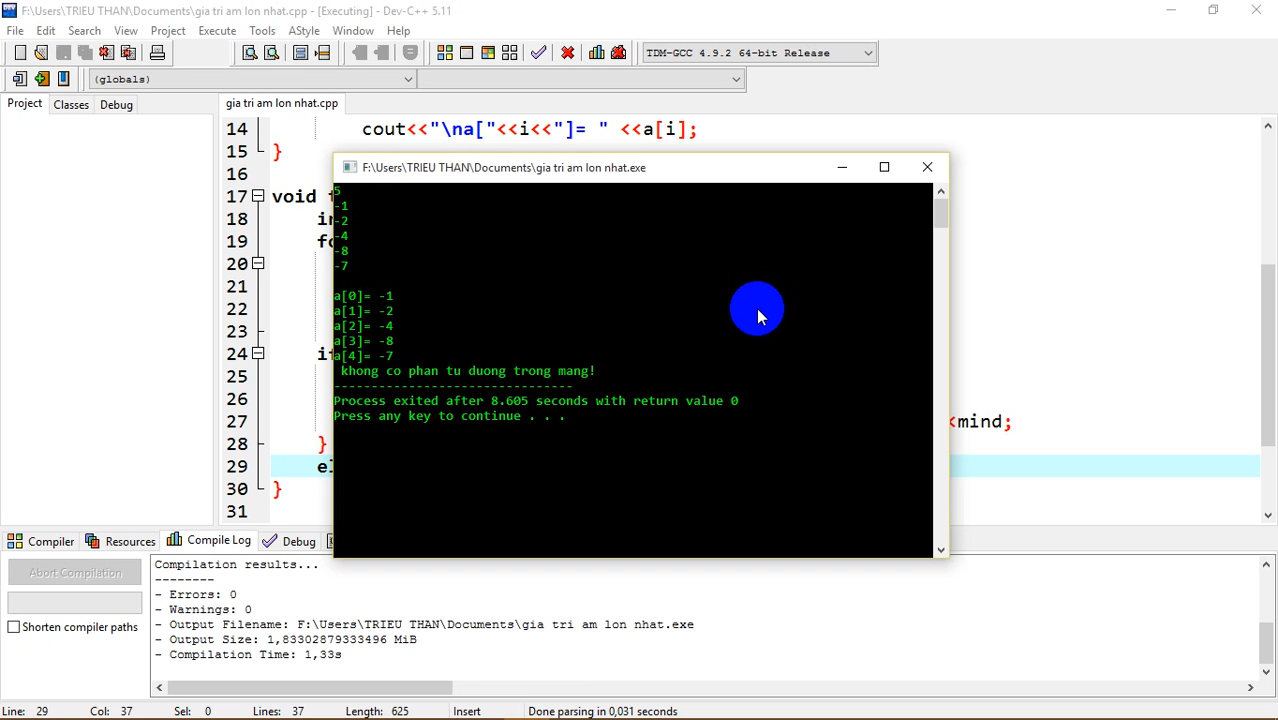 F:\Users\TRIEU THAN\Documents\gia tri am lon nhat.cpp - [Executing] - Dev-C++ 5.11
File Edit Search View Project Execute Tools AStyle Window Help
TDM-GCC 4.9.2 64-bit Release
(globals)
Project Classes Debug
gia tri am lon nhat.cpp
14 cout<<"\na["<<i<<"]= " <<a[i];
15 }
16
17 void
18
19
20
21
22
23
24
25
26
27 <mind;
28 }
29
30 }
31
F:\Users\TRIEU THAN\Documents\gia tri am lon nhat.exe
5
-1
-2
-4
-8
-7
a[0]= -1
a[1]= -2
a[2]= -4
a[3]= -8
a[4]= -7
khong co phan tu duong trong mang!
--------------------------------
Process exited after 8.605 seconds with return value 0
Press any key to continue . . .
Compiler Resources Compile Log Debug
Abort Compilation
Shorten compiler paths
Compilation results...
--------
- Errors: 0
- Warnings: 0
- Output Filename: F:\Users\TRIEU THAN\Documents\gia tri am lon nhat.exe
- Output Size: 1,83302879333496 MiB
- Compilation Time: 1,33s
Line: 29 Col: 37 Sel: 0 Lines: 37 Length: 625 Insert Done parsing in 0,031 seconds